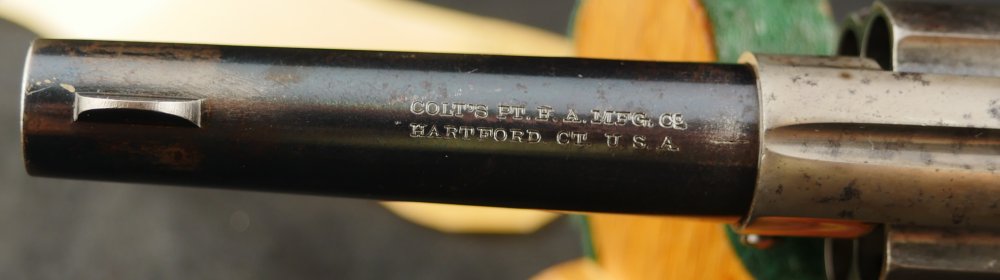 COLT'S PT. F. A. MFG. Co
HARTFORD CT. U. S. A.